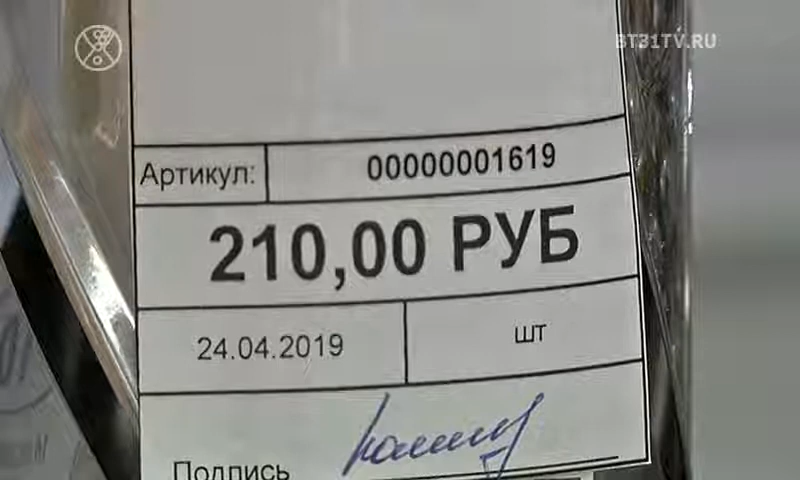 BT31TV.RU
Артикул: 00000001619
210,00 РУБ
24.04.2019 шт
Подпись